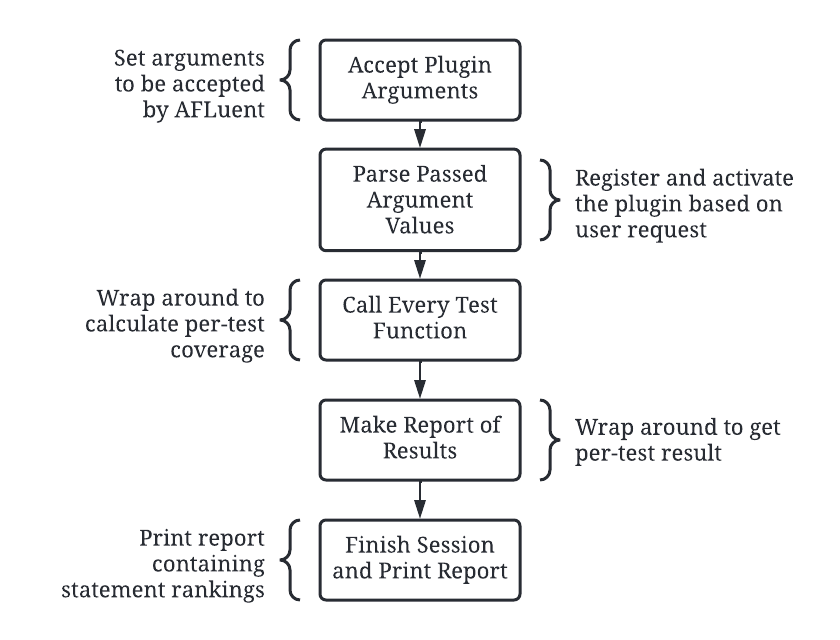 Set arguments
to be accepted
by AFLuent
Accept Plugin
Arguments
Parse Passed
Argument
Values
Register and activate
the plugin based on
user request
Wrap around to
calculate per-test
coverage
Call Every Test
Function
Make Report of
Results
Wrap around to get
per-test result
Print report
containing
statement rankings
Finish Session
and Print Report